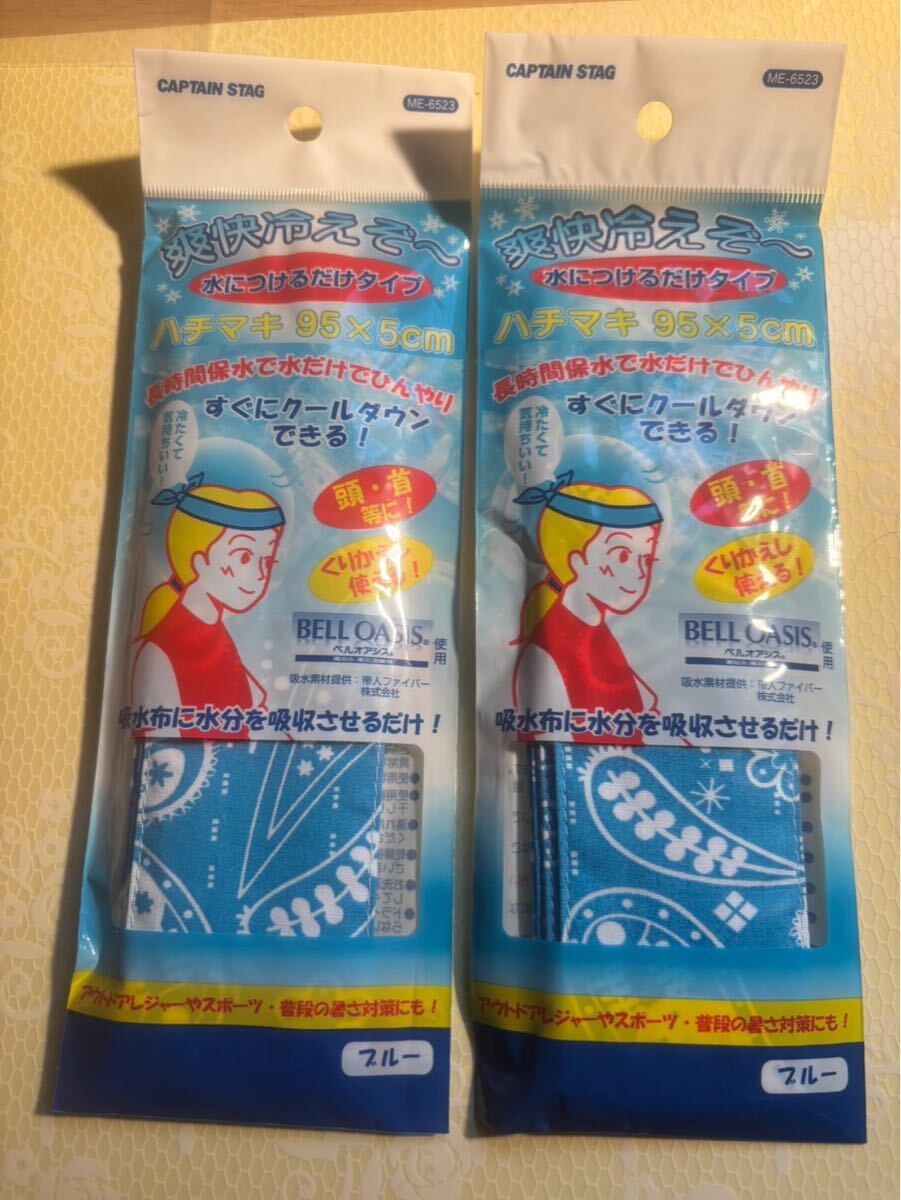 CAPTAIN STAG
ME-6523
爽快冷えぞ〜
水につけるだけタイプ
ハチマキ 95×5cm
長時間保水で水だけでひんやり
すぐにクールダウン
できる!
冷たくて
気持ちいい!
頭・首
等に!
くりかえし
使える!
BELL OASIS®
ベルオアシス®
使用
吸水素材提供:帝人ファイバー
株式会社
吸水布に水分を吸収させるだけ!
アウトドアレジャーやスポーツ・普段の暑さ対策にも!
ブルー
CAPTAIN STAG
ME-6523
爽快冷えぞ〜
水につけるだけタイプ
ハチマキ 95×5cm
長時間保水で水だけでひんやり
すぐにクールダウン
できる!
冷たくて
気持ちいい!
頭・首
等に!
くりかえし
使える!
BELL OASIS®
ベルオアシス®
使用
吸水素材提供:帝人ファイバー
株式会社
吸水布に水分を吸収させるだけ!
アウトドアレジャーやスポーツ・普段の暑さ対策にも!
ブルー